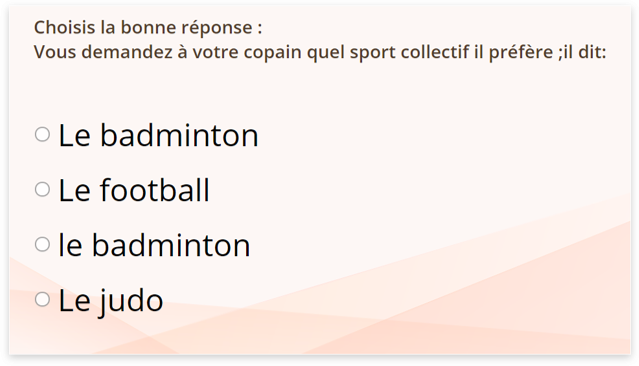 Choisis la bonne réponse :
Vous demandez à votre copain quel sport collectif il préfère ;il dit:
Le badminton
Le football
le badminton
Le judo